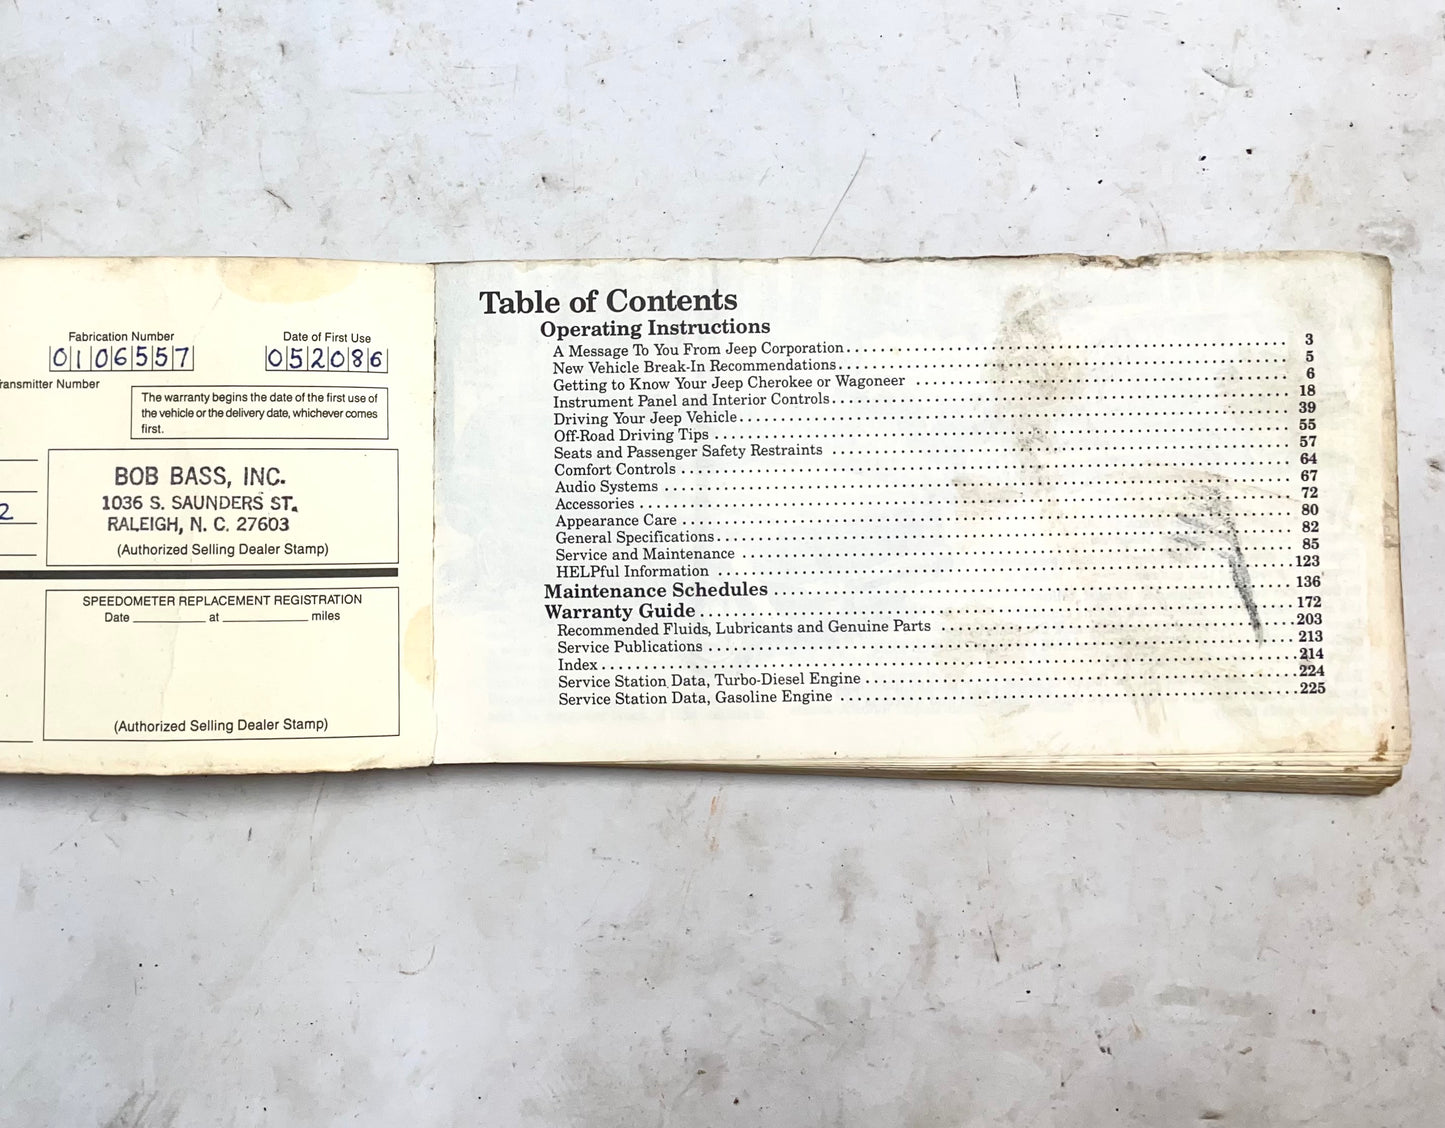 Fabrication Number
0106557
Date of First Use
052086
ransmitter Number
The warranty begins the date of the first use of
the vehicle or the delivery date, whichever comes
first.
2
BOB BASS, INC.
1036 S. SAUNDERS ST.
RALEIGH, N. C. 27603
(Authorized Selling Dealer Stamp)
SPEEDOMETER REPLACEMENT REGISTRATION
Date __________ at ____________ miles
(Authorized Selling Dealer Stamp)
Table of Contents
Operating Instructions
A Message To You From Jeep Corporation 3
New Vehicle Break-In Recommendations 5
Getting to Know Your Jeep Cherokee or Wagoneer 6
Instrument Panel and Interior Controls 18
Driving Your Jeep Vehicle 39
Off-Road Driving Tips 55
Seats and Passenger Safety Restraints 57
Comfort Controls 64
Audio Systems 67
Accessories 72
Appearance Care 80
General Specifications 82
Service and Maintenance 85
HELPful Information 123
Maintenance Schedules 136
Warranty Guide 172
Recommended Fluids, Lubricants and Genuine Parts 203
Service Publications 213
Index 214
Service Station Data, Turbo-Diesel Engine 224
Service Station Data, Gasoline Engine 225